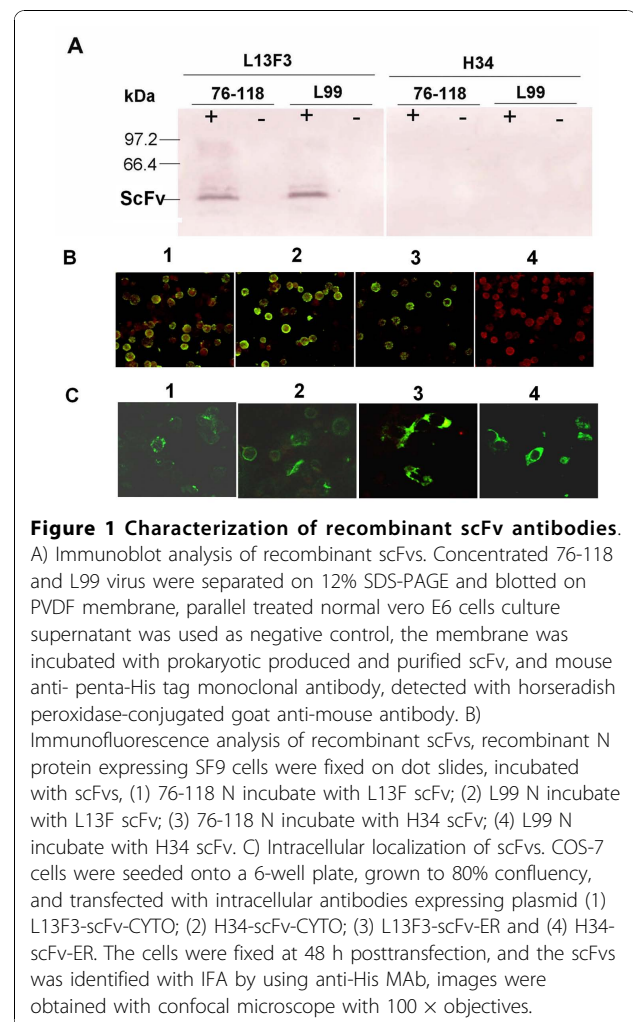 A
L13F3 H34
kDa 76-118 L99 76-118 L99
+ - + - + - + -
97.2
66.4
ScFv
B 1 2 3 4
C 1 2 3 4
Figure 1 Characterization of recombinant scFv antibodies.
A) Immunoblot analysis of recombinant scFvs. Concentrated 76-118
and L99 virus were separated on 12% SDS-PAGE and blotted on
PVDF membrane, parallel treated normal vero E6 cells culture
supernatant was used as negative control, the membrane was
incubated with prokaryotic produced and purified scFv, and mouse
anti- penta-His tag monoclonal antibody, detected with horseradish
peroxidase-conjugated goat anti-mouse antibody. B)
Immunofluorescence analysis of recombinant scFvs, recombinant N
protein expressing SF9 cells were fixed on dot slides, incubated
with scFvs, (1) 76-118 N incubate with L13F scFv; (2) L99 N incubate
with L13F scFv; (3) 76-118 N incubate with H34 scFv; (4) L99 N
incubate with H34 scFv. C) Intracellular localization of scFvs. COS-7
cells were seeded onto a 6-well plate, grown to 80% confluency,
and transfected with intracellular antibodies expressing plasmid (1)
L13F3-scFv-CYTO; (2) H34-scFv-CYTO; (3) L13F3-scFv-ER and (4) H34-
scFv-ER. The cells were fixed at 48 h posttransfection, and the scFvs
was identified with IFA by using anti-His MAb, images were
obtained with confocal microscope with 100 × objectives.